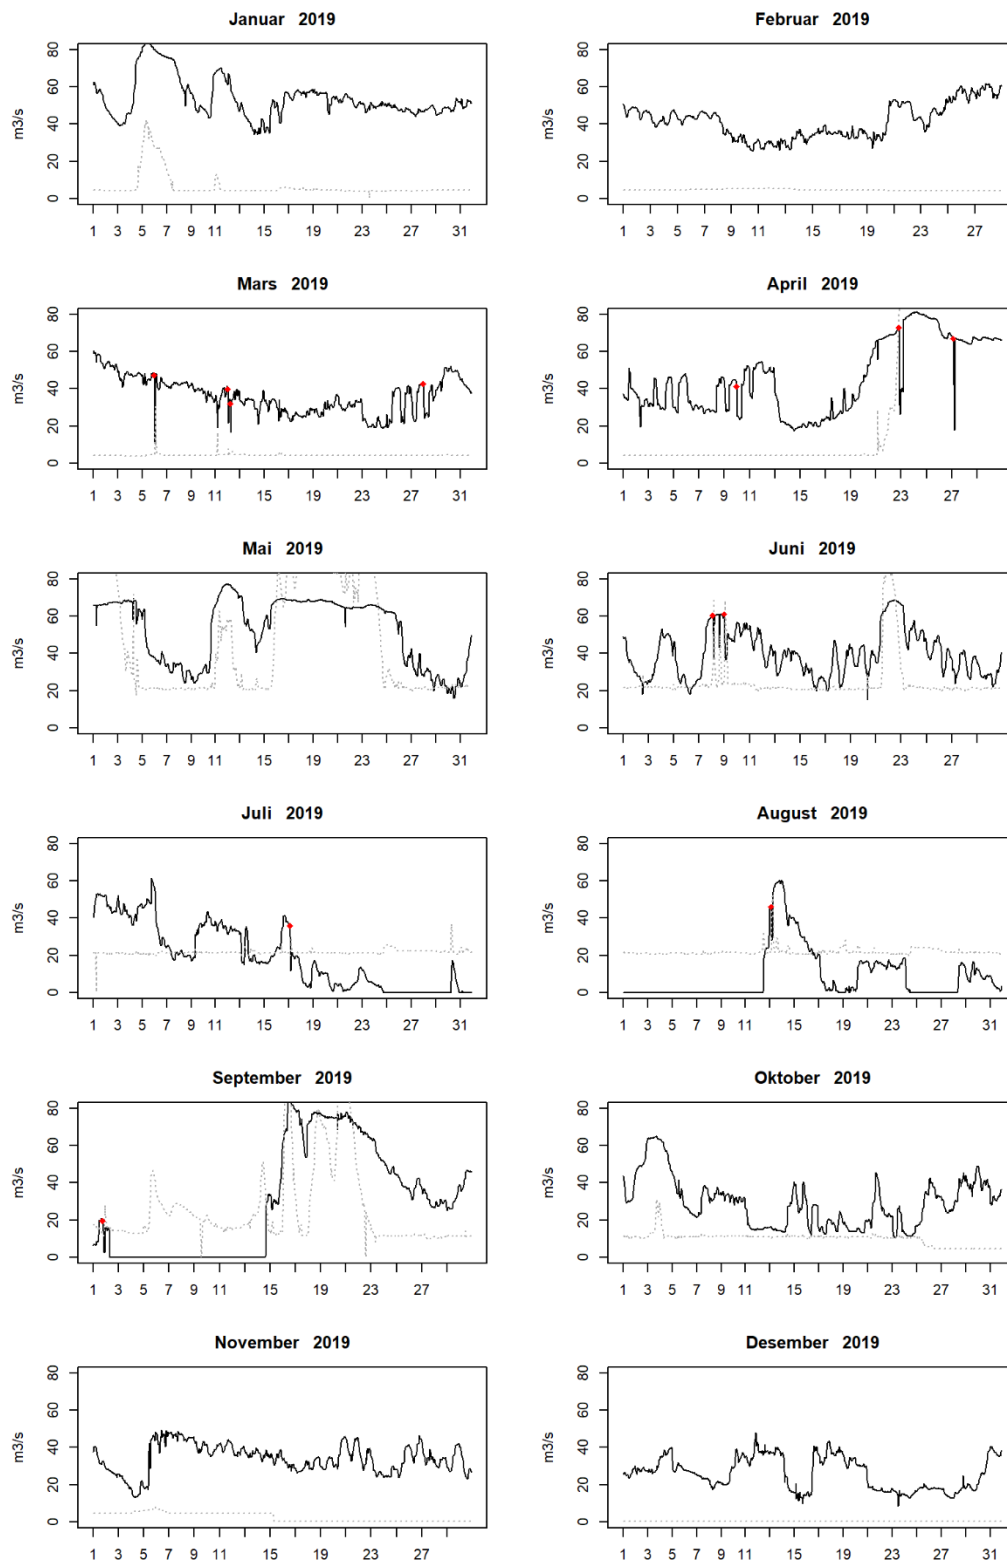 Januar 2019
80
60
40
20
0
m3/s
1 3 5 7 9 11 15 19 23 27 31
Februar 2019
80
60
40
20
0
m3/s
1 3 5 7 9 11 15 19 23 27
Mars 2019
80
60
40
20
0
m3/s
1 3 5 7 9 11 15 19 23 27 31
April 2019
80
60
40
20
0
m3/s
1 3 5 7 9 11 15 19 23 27
Mai 2019
80
60
40
20
0
m3/s
1 3 5 7 9 11 15 19 23 27 31
Juni 2019
80
60
40
20
0
m3/s
1 3 5 7 9 11 15 19 23 27
Juli 2019
80
60
40
20
0
m3/s
1 3 5 7 9 11 15 19 23 27 31
August 2019
80
60
40
20
0
m3/s
1 3 5 7 9 11 15 19 23 27 31
September 2019
80
60
40
20
0
m3/s
1 3 5 7 9 11 15 19 23 27
Oktober 2019
80
60
40
20
0
m3/s
1 3 5 7 9 11 15 19 23 27 31
November 2019
80
60
40
20
0
m3/s
1 3 5 7 9 11 15 19 23 27
Desember 2019
80
60
40
20
0
m3/s
1 3 5 7 9 11 15 19 23 27 31